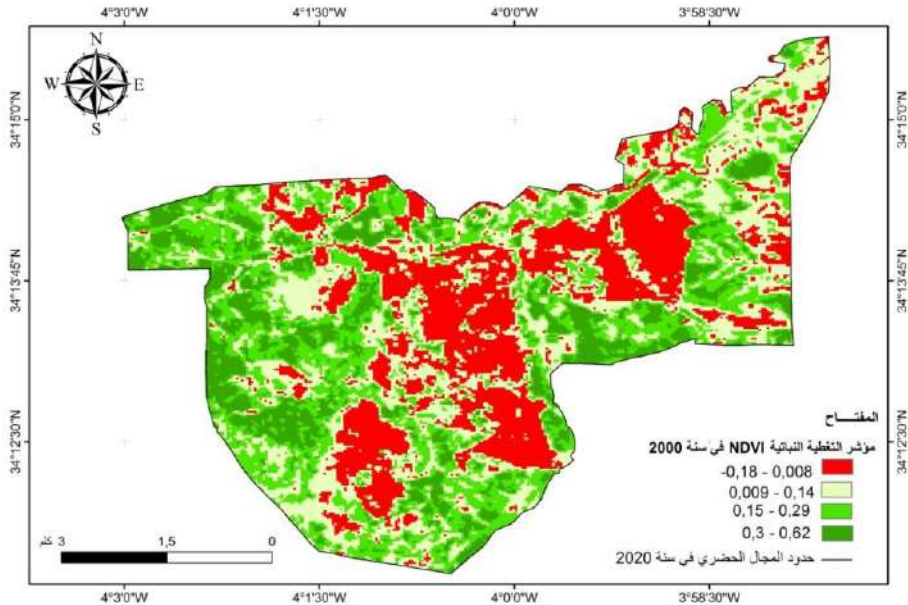 4°3'0"W 4°1'30"W 4°0'0"W 3°58'30"W
N
W E
S
34°15'0"N 34°15'0"N
34°13'45"N 34°13'45"N
34°12'30"N 34°12'30"N
المفتـــاح
مؤشر التغطية النباتية NDVI في سنة 2000
-0,18 - 0,008
0,009 - 0,14
0,15 - 0,29
0,3 - 0,62
حدود المجال الحضري في سنة 2020
كلم 3 1,5 0
4°3'0"W 4°1'30"W 4°0'0"W 3°58'30"W